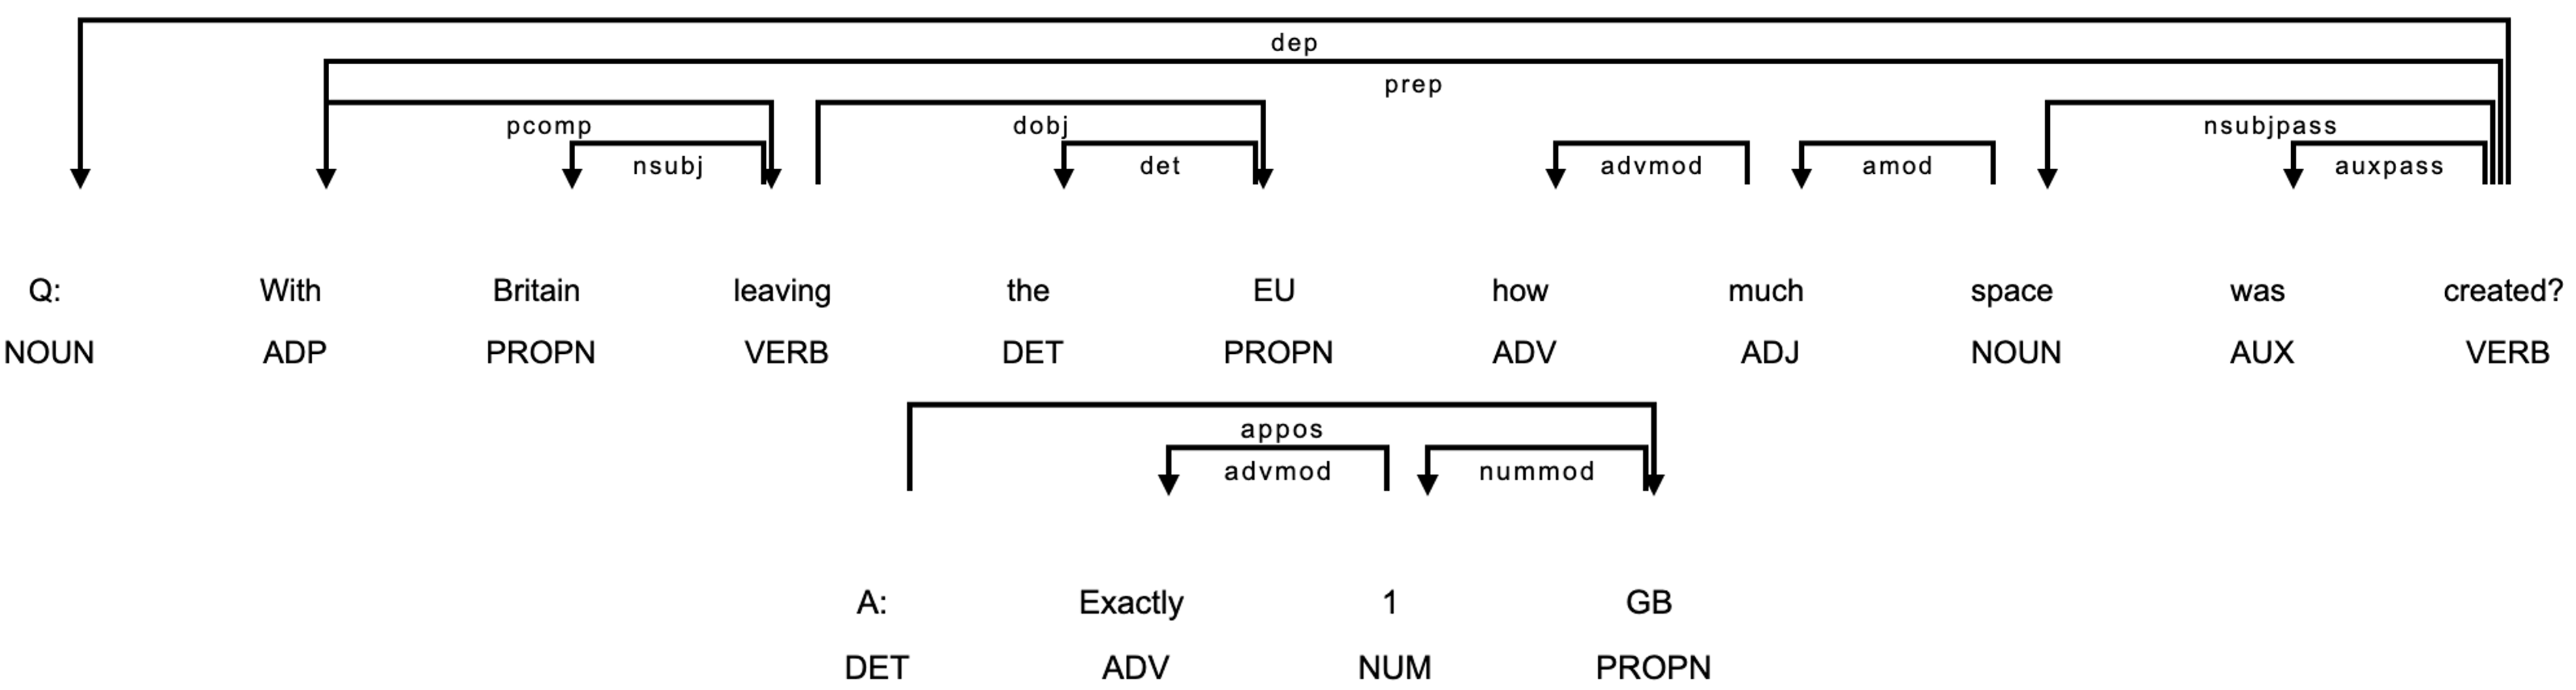 dep
prep
pcomp dobj nsubjpass
nsubj det advmod amod auxpass
Q: With Britain leaving the EU how much space was created?
NOUN ADP PROPN VERB DET PROPN ADV ADJ NOUN AUX VERB
appos
advmod nummod
A: Exactly 1 GB
DET ADV NUM PROPN